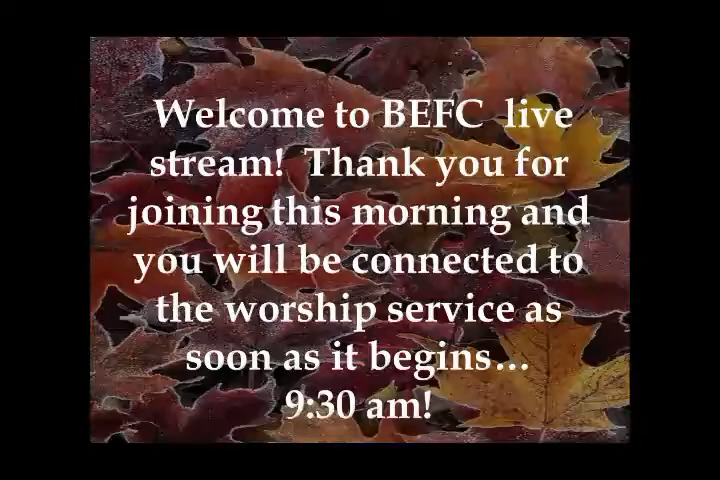 Welcome to BEFC  live
stream!  Thank you for
joining this morning and
you will be connected to
the worship service as
soon as it begins…
9:30 am!